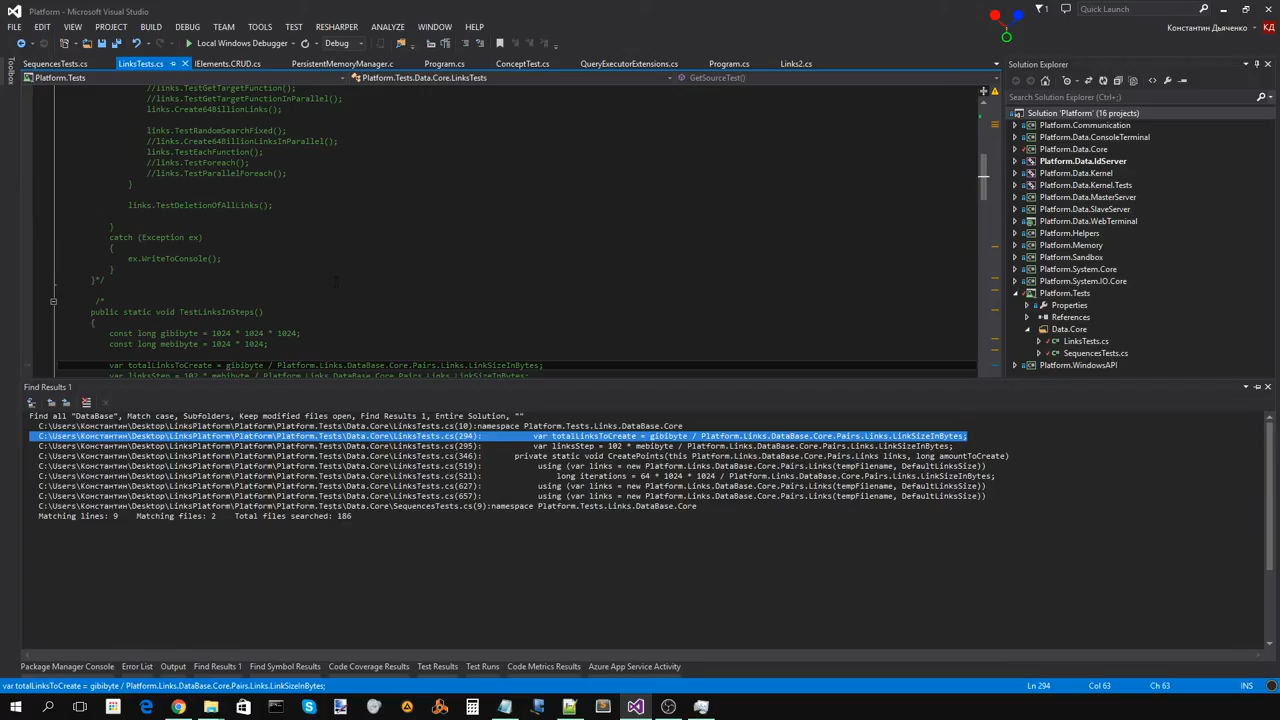 Platform - Microsoft Visual Studio
1
Quick Launch (Ctrl+Q)
FILE EDIT VIEW PROJECT BUILD DEBUG TEAM TOOLS TEST RESHARPER ANALYZE WINDOW HELP
Константин Дьяченко КД
Local Windows Debugger Debug
Toolbox
SequencesTests.cs LinksTests.cs IElements.CRUD.cs PersistentMemoryManager.c Program.cs ConceptTest.cs QueryExecutorExtensions.cs Program.cs Links2.cs
Platform.Tests Platform.Tests.Data.Core.LinksTests GetSourceTest()
//links.TestGetTargetFunction();
//links.TestGetTargetFunctionInParallel();
links.Create64BillionLinks();
links.TestRandomSearchFixed();
//links.Create64BillionLinksInParallel();
links.TestEachFunction();
//links.TestForeach();
//links.TestParallelForeach();
}
links.TestDeletionOfAllLinks();
}
catch (Exception ex)
{
ex.WriteToConsole();
}
}*/
/*
public static void TestLinksInSteps()
{
const long gibibyte = 1024 * 1024 * 1024;
const long mebibyte = 1024 * 1024;
var totalLinksToCreate = gibibyte / Platform.Links.DataBase.Core.Pairs.Links.LinkSizeInBytes;
var linksStep = 102 * mebibyte / Platform.Links.DataBase.Core.Pairs.Links.LinkSizeInBytes;
Solution Explorer
Search Solution Explorer (Ctrl+;)
Solution 'Platform' (16 projects)
Platform.Communication
Platform.Data.ConsoleTerminal
Platform.Data.Core
Platform.Data.IdServer
Platform.Data.Kernel
Platform.Data.Kernel.Tests
Platform.Data.MasterServer
Platform.Data.SlaveServer
Platform.Data.WebTerminal
Platform.Helpers
Platform.Memory
Platform.Sandbox
Platform.System.Core
Platform.System.IO.Core
Platform.Tests
Properties
References
Data.Core
LinksTests.cs
SequencesTests.cs
Platform.WindowsAPI
Find Results 1
Find all "DataBase", Match case, Subfolders, Keep modified files open, Find Results 1, Entire Solution, ""
C:\Users\Константин\Desktop\LinksPlatform\Platform\Platform.Tests\Data.Core\LinksTests.cs(10):namespace Platform.Tests.Links.DataBase.Core
C:\Users\Константин\Desktop\LinksPlatform\Platform\Platform.Tests\Data.Core\LinksTests.cs(294): var totalLinksToCreate = gibibyte / Platform.Links.DataBase.Core.Pairs.Links.LinkSizeInBytes;
C:\Users\Константин\Desktop\LinksPlatform\Platform\Platform.Tests\Data.Core\LinksTests.cs(295): var linksStep = 102 * mebibyte / Platform.Links.DataBase.Core.Pairs.Links.LinkSizeInBytes;
C:\Users\Константин\Desktop\LinksPlatform\Platform\Platform.Tests\Data.Core\LinksTests.cs(346): private static void CreatePoints(this Platform.Links.DataBase.Core.Pairs.Links links, long amountToCreate)
C:\Users\Константин\Desktop\LinksPlatform\Platform\Platform.Tests\Data.Core\LinksTests.cs(519): using (var links = new Platform.Links.DataBase.Core.Pairs.Links(tempFilename, DefaultLinksSize))
C:\Users\Константин\Desktop\LinksPlatform\Platform\Platform.Tests\Data.Core\LinksTests.cs(521): long iterations = 64 * 1024 * 1024 / Platform.Links.DataBase.Core.Pairs.Links.LinkSizeInBytes;
C:\Users\Константин\Desktop\LinksPlatform\Platform\Platform.Tests\Data.Core\LinksTests.cs(596): using (var links = new Platform.Links.DataBase.Core.Pairs.Links(tempFilename, DefaultLinksSize))
C:\Users\Константин\Desktop\LinksPlatform\Platform\Platform.Tests\Data.Core\LinksTests.cs(657): using (var links = new Platform.Links.DataBase.Core.Pairs.Links(tempFilename, DefaultLinksSize))
C:\Users\Константин\Desktop\LinksPlatform\Platform\Platform.Tests\Data.Core\SequencesTests.cs(9):namespace Platform.Tests.Links.DataBase.Core
Matching lines: 9 Matching files: 2 Total files searched: 186
Package Manager Console Error List Output Find Results 1 Find Symbol Results Code Coverage Results Test Results Test Runs Code Metrics Results Azure App Service Activity
var totalLinksToCreate = gibibyte / Platform.Links.DataBase.Core.Pairs.Links.LinkSizeInBytes; Ln 294 Col 63 Ch 63 INS